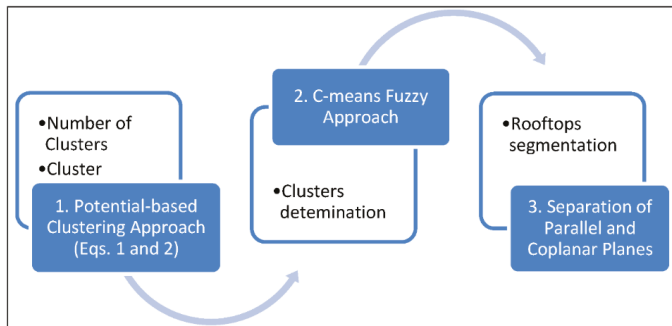 •Number of
Clusters
•Cluster
1. Potential-based
Clustering Approach
(Eqs. 1 and 2)
2. C-means Fuzzy
Approach
•Clusters
detemination
•Rooftops
segmentation
3. Separation of
Parallel and
Coplanar Planes